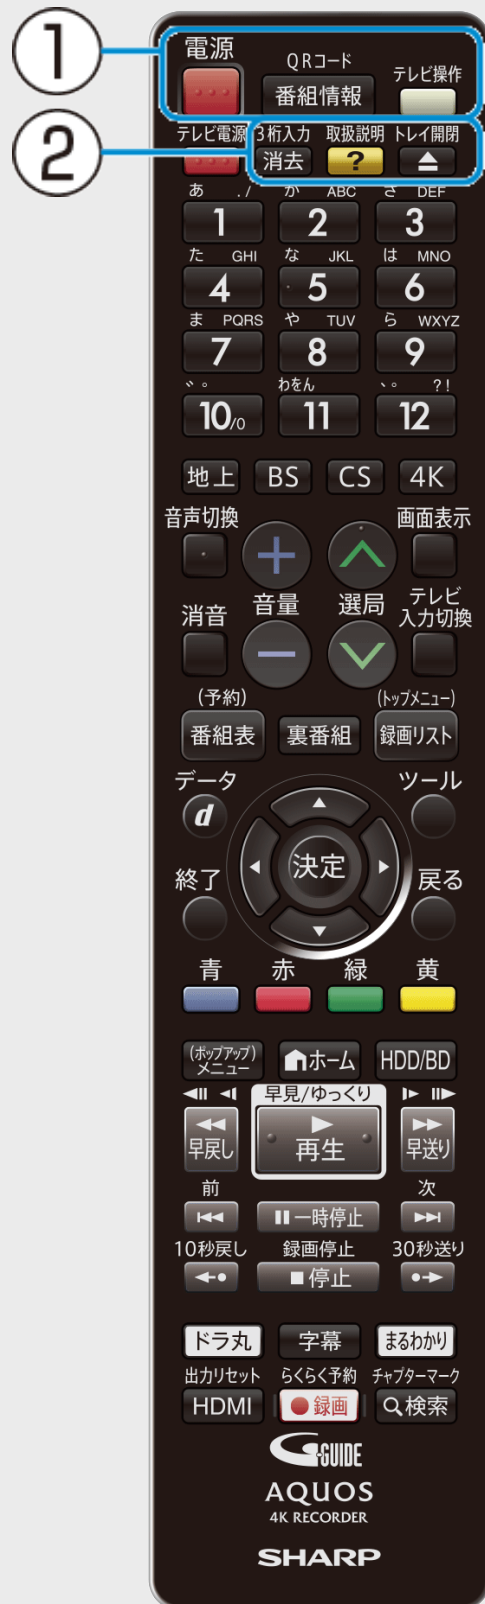 ①
電源 QRコード 番組情報 テレビ操作
②
テレビ電源 3桁入力 取扱説明 トレイ開閉
消去 ?
あ ./ か ABC さ DEF
1 2 3
た GHI な JKL は MNO
4 5 6
ま PQRS や TUV ら WXYZ
7 8 9
゛゜ わをん 、。 ?!
10/0 11 12
地上 BS CS 4K
音声切換 画面表示
+
消音 音量 選局 テレビ入力切換
−
(予約) (トップメニュー)
番組表 裏番組 録画リスト
データ ツール
d
決定
終了 戻る
青 赤 緑 黄
(ポップアップ)
メニュー ホーム HDD/BD
早見/ゆっくり
早戻し 再生 早送り
前 次
一時停止
10秒戻し 録画停止 30秒送り
停止
ドラ丸 字幕 まるわかり
出力リセット らくらく予約 チャプターマーク
HDMI 録画 検索
G-GUIDE
AQUOS
4K RECORDER
SHARP